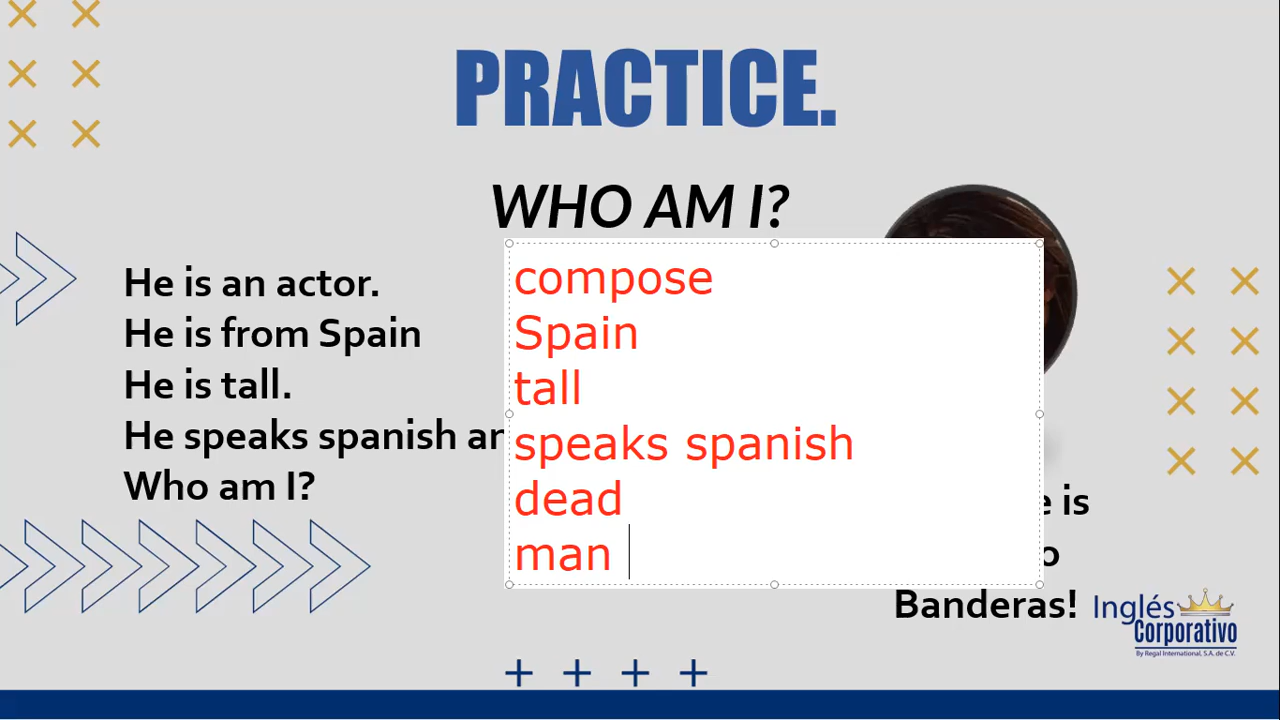 PRACTICE.
WHO AM I?
He is an actor.
He is from Spain
He is tall.
He speaks spanish
Who am I?
compose
Spain
tall
speaks spanish
dead
man
is
Banderas!
Inglés
Corporativo
By Regal International, S.A. de C.V.